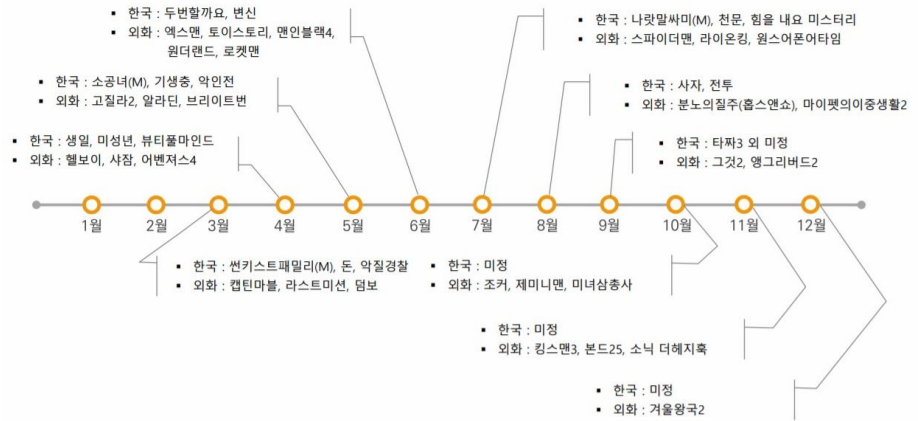 한국 : 두번할까요, 변신
외화 : 엑스맨, 토이스토리, 맨인블랙4,
원더랜드, 로켓맨
한국 : 나랏말싸미(M), 천문, 힘을 내요 미스터리
외화 : 스파이더맨, 라이온킹, 원스어폰어타임
한국 : 소공녀(M), 기생충, 악인전
외화 : 고질라2, 알라딘, 브리이트번
한국 : 사자, 전투
외화 : 분노의질주(홉스앤쇼), 마이펫의이중생활2
한국 : 생일, 미성년, 뷰티풀마인드
외화 : 헬보이, 샤잠, 어벤져스4
한국 : 타짜3 외 미정
외화 : 그것2, 앵그리버드2
1월 2월 3월 4월 5월 6월 7월 8월 9월 10월 11월 12월
한국 : 썬키스트패밀리(M), 돈, 악질경찰
외화 : 캡틴마블, 라스트미션, 덤보
한국 : 미정
외화 : 조커, 제미니맨, 미녀삼총사
한국 : 미정
외화 : 킹스맨3, 본드25, 소닉 더헤지훅
한국 : 미정
외화 : 겨울왕국2